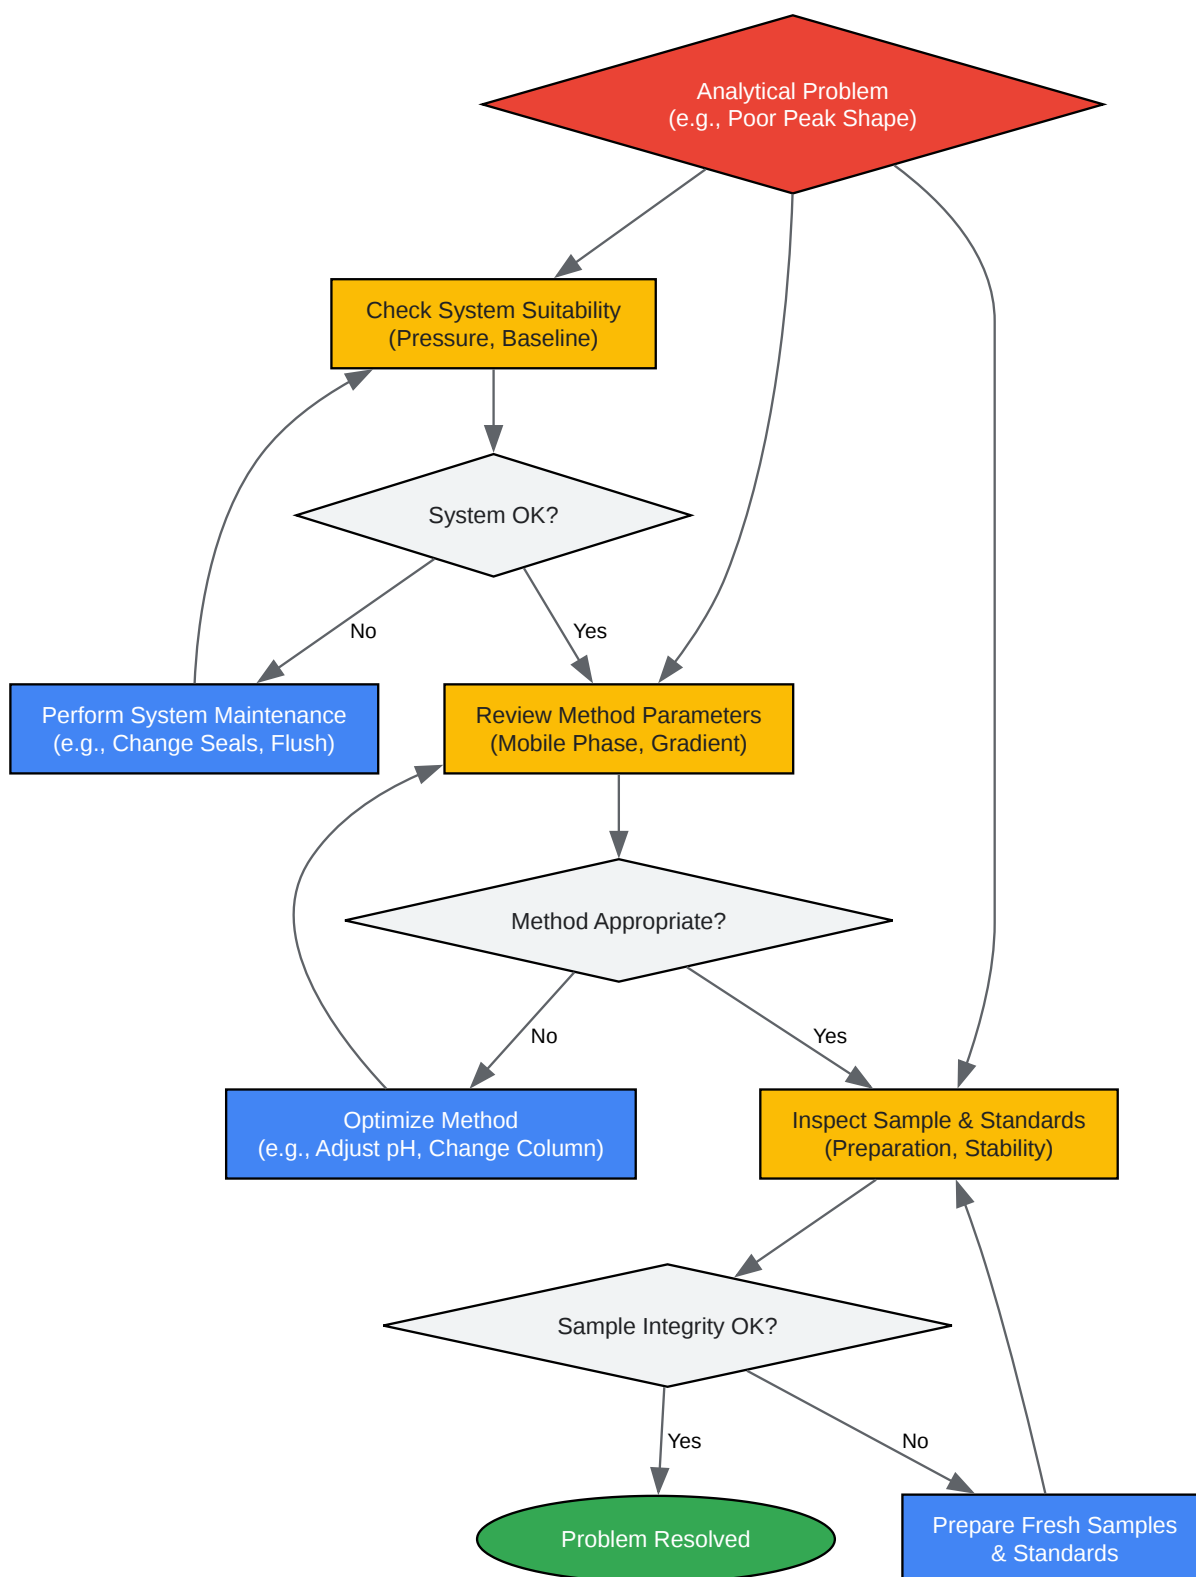 Analytical Problem
(e.g., Poor Peak Shape)
Check System Suitability
(Pressure, Baseline)
System OK?
No
Yes
Perform System Maintenance
(e.g., Change Seals, Flush)
Review Method Parameters
(Mobile Phase, Gradient)
Method Appropriate?
No
Yes
Optimize Method
(e.g., Adjust pH, Change Column)
Inspect Sample & Standards
(Preparation, Stability)
Sample Integrity OK?
Yes
No
Problem Resolved
Prepare Fresh Samples
& Standards